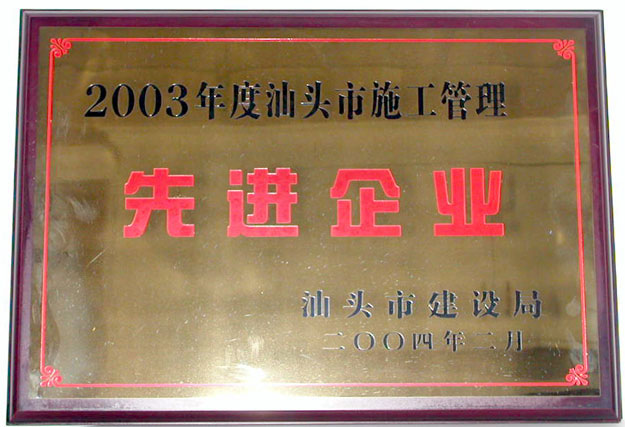 2003年度汕头市施工管理
先进企业
汕头市建设局
二〇〇四年二月